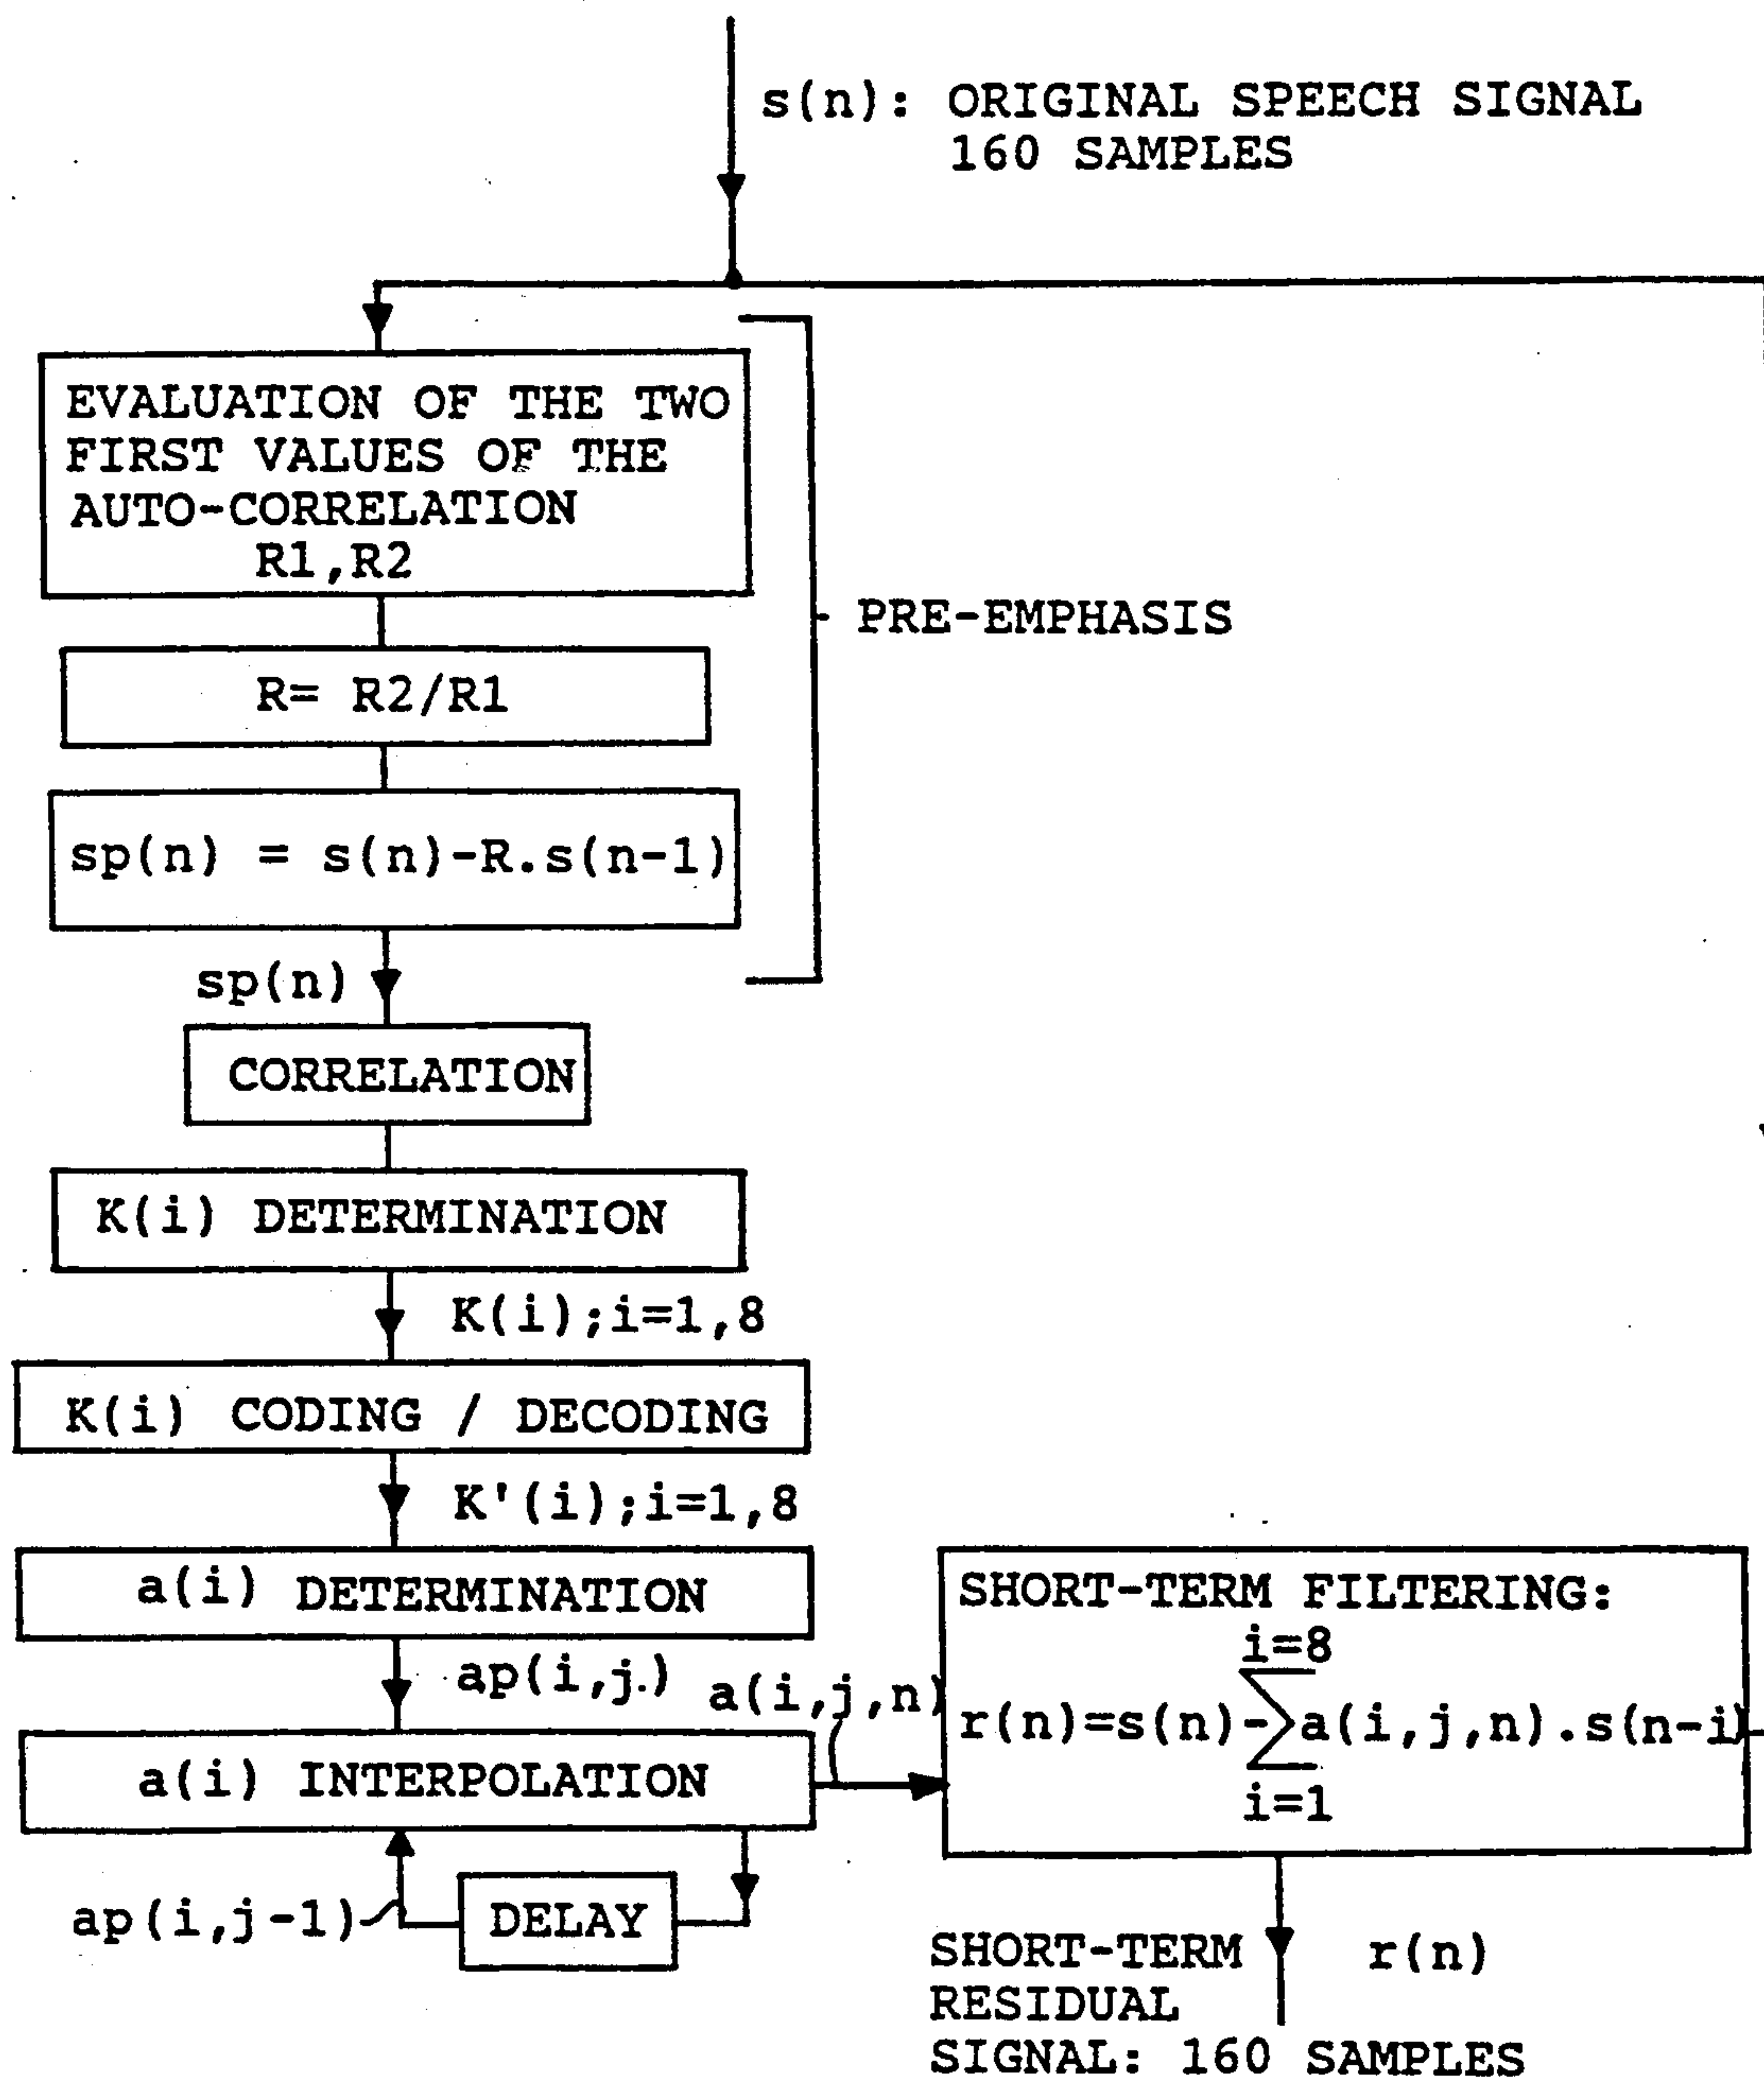 s(n): ORIGINAL SPEECH SIGNAL
160 SAMPLES
EVALUATION OF THE TWO
FIRST VALUES OF THE
AUTO-CORRELATION
R1,R2
PRE-EMPHASIS
R= R2/R1
sp(n) = s(n)-R.s(n-1)
sp(n)
CORRELATION
K(i) DETERMINATION
K(i);i=1,8
K(i) CODING / DECODING
K'(i);i=1,8
a(i) DETERMINATION
ap(i,j)
a(i,j,n)
a(i) INTERPOLATION
ap(i,j-1)
DELAY
SHORT-TERM FILTERING:
i=8
r(n)=s(n)-∑a(i,j,n).s(n-i)
i=1
SHORT-TERM r(n)
RESIDUAL
SIGNAL: 160 SAMPLES